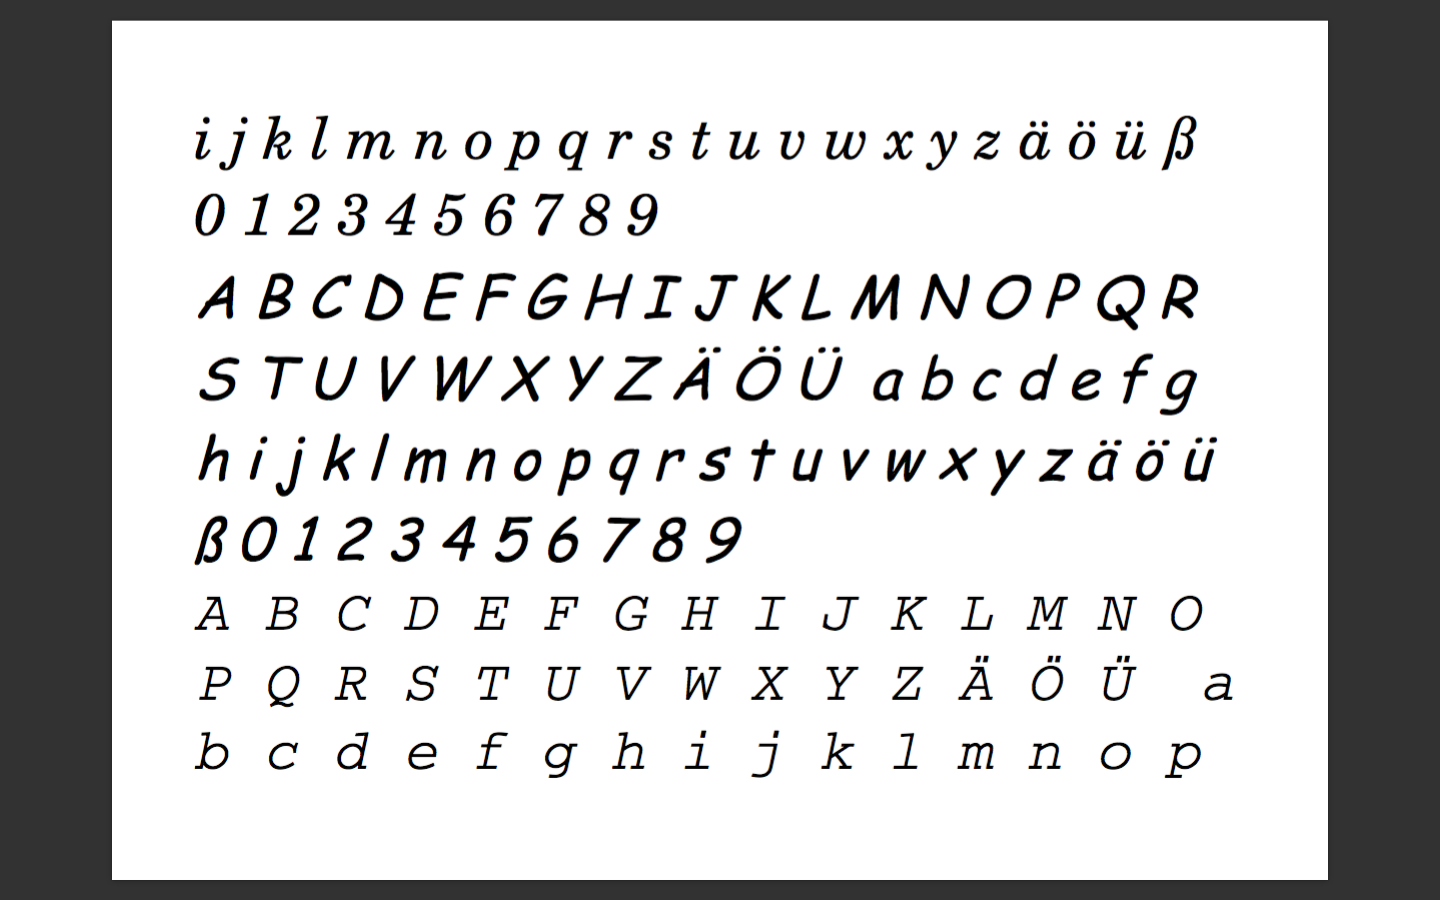 i j k l m n o p q r s t u v w x y z ä ö ü ß
0 1 2 3 4 5 6 7 8 9
A B C D E F G H I J K L M N O P Q R
S T U V W X Y Z Ä Ö Ü a b c d e f g
h i j k l m n o p q r s t u v w x y z ä ö ü
ß 0 1 2 3 4 5 6 7 8 9
A B C D E F G H I J K L M N O
P Q R S T U V W X Y Z Ä Ö Ü a
b c d e f g h i j k l m n o p